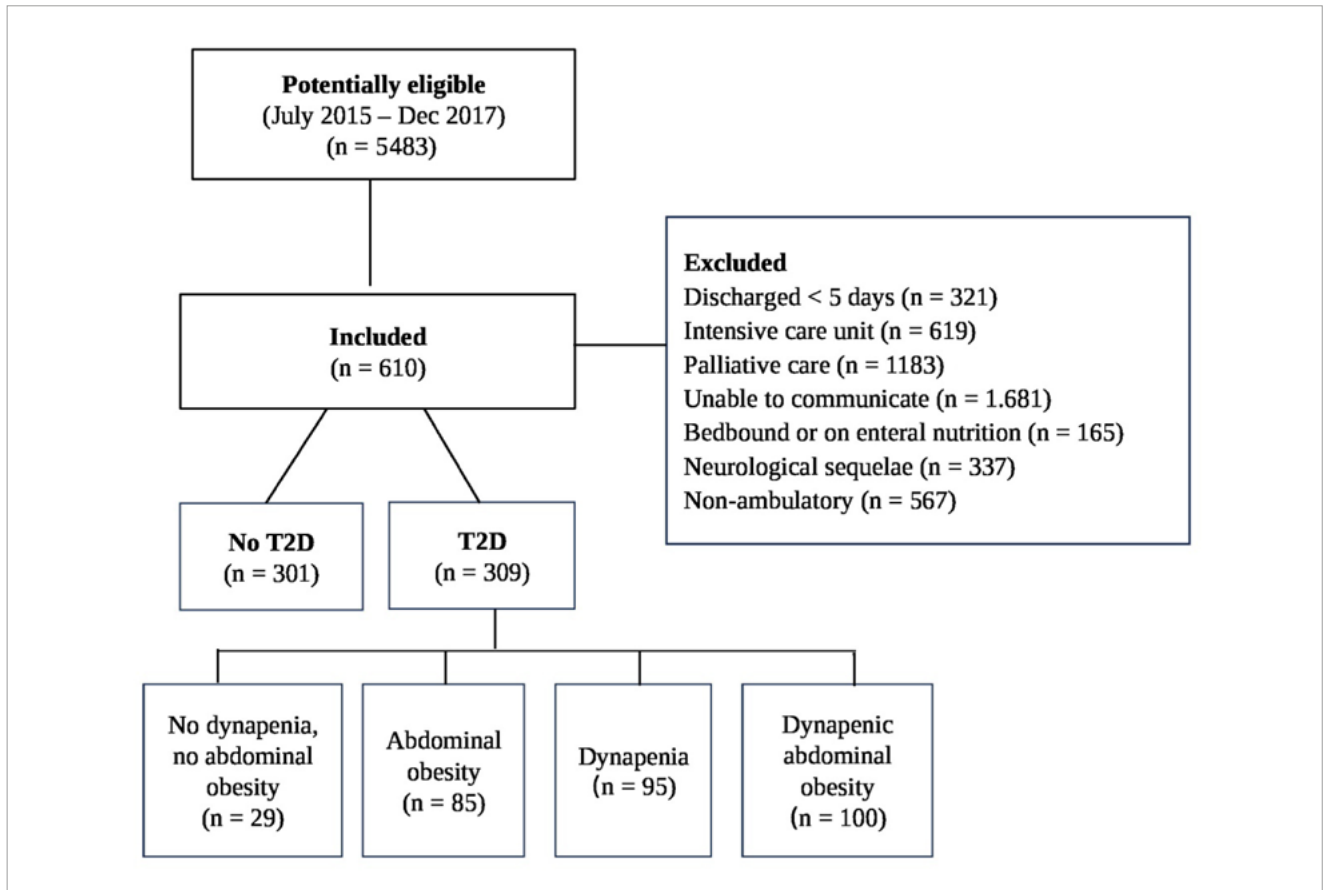 Potentially eligible
(July 2015 – Dec 2017)
(n = 5483)
Excluded
Discharged < 5 days (n = 321)
Intensive care unit (n = 619)
Palliative care (n = 1183)
Unable to communicate (n = 1.681)
Bedbound or on enteral nutrition (n = 165)
Neurological sequelae (n = 337)
Non-ambulatory (n = 567)
Included
(n = 610)
No T2D
(n = 301)
T2D
(n = 309)
No dynapenia,
no abdominal
obesity
(n = 29)
Abdominal
obesity
(n = 85)
Dynapenia
(n = 95)
Dynapenic
abdominal
obesity
(n = 100)